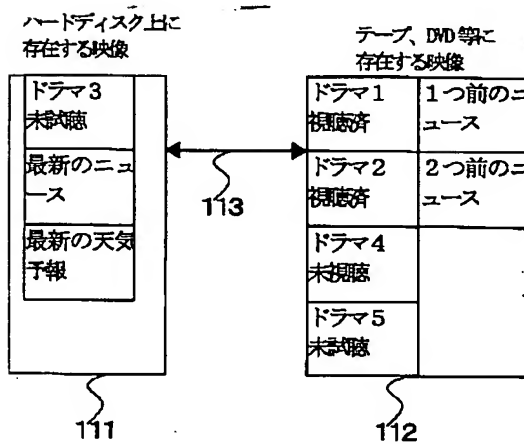 ハードディスク上に
存在する映像
ドラマ3
未試聴
最新のニュ
ース
最新の天気
予報
111
113
テープ、DVD等に
存在する映像
ドラマ1
視聴済
1つ前のニ
ュース
ドラマ2
視聴済
2つ前のニ
ュース
ドラマ4
未視聴
ドラマ5
未試聴
112